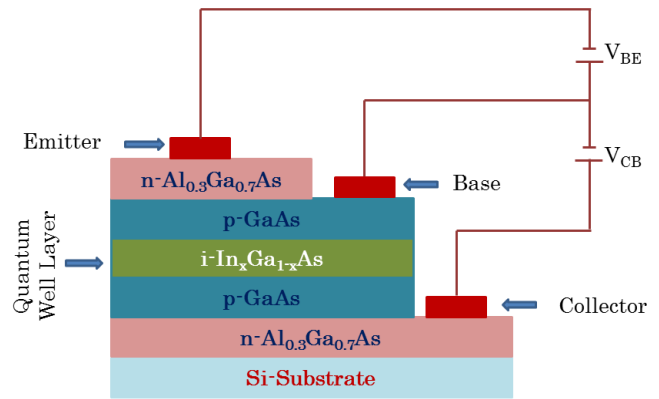 V_BE
Emitter
V_CB
n-Al₀.₃Ga₀.₇As
Base
p-GaAs
Quantum
Well Layer
i-InₓGa₁₋ₓAs
p-GaAs
Collector
n-Al₀.₃Ga₀.₇As
Si-Substrate